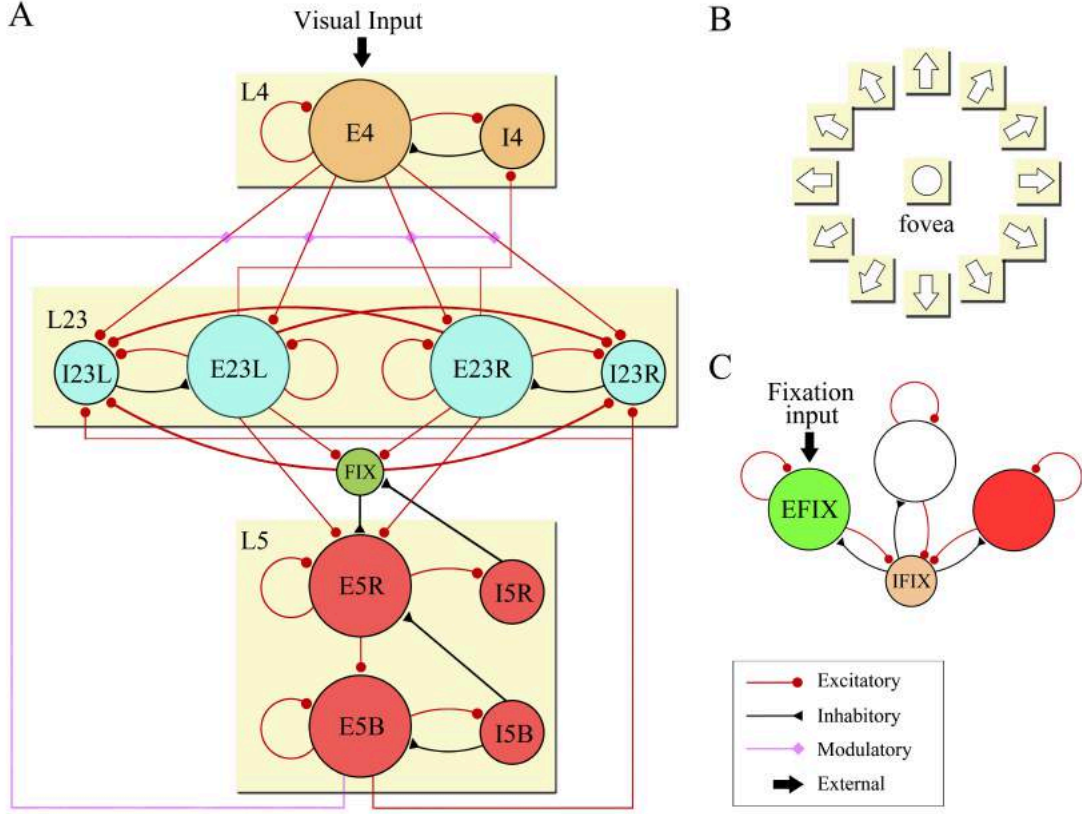 A
Visual Input
L4
E4
I4
L23
I23L
E23L
E23R
I23R
FIX
L5
E5R
I5R
E5B
I5B
B
fovea
C
Fixation
input
EFIX
IFIX
Excitatory
Inhabitory
Modulatory
External